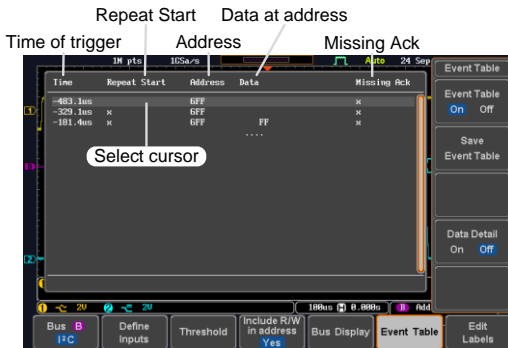 Repeat Start Data at address
Time of trigger Address Missing Ack
1M pts 1GSa/s Auto 24 Sep
Event Table
Time Repeat Start Address Data Missing Ack
-483.1us 6FF x
-329.1us x 6FF x
-181.4us x 6FF FF x
....
Select cursor
Event Table
On Off
Save
Event Table
Data Detail
On Off
1 2V 2 2V 100us 0.000s B Add
Bus B
I²C
Define
Inputs
Threshold
Include R/W
in address
Yes
Bus Display
Event Table
Edit
Labels